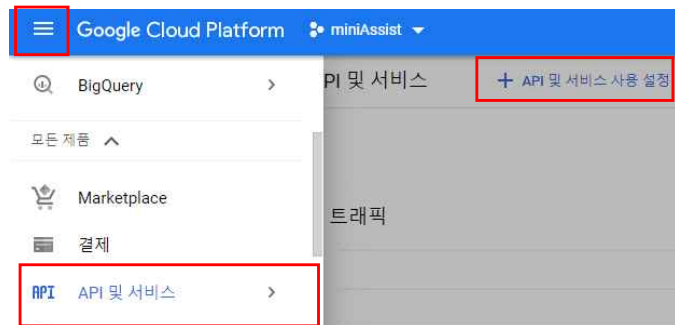 Google Cloud Platform miniAssist
BigQuery
PI 및 서비스 + API 및 서비스 사용 설정
모든 제품
Marketplace
트래픽
결제
API API 및 서비스